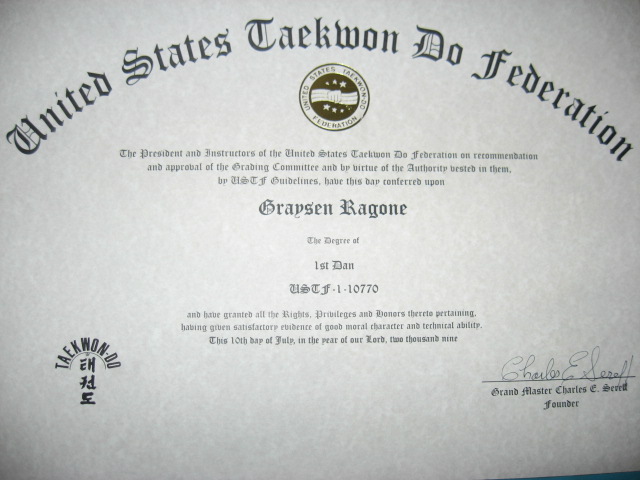 United States Taekwon Do Federation
UNITED STATES TAEKWON-DO
FEDERATION
The President and Instructors of the United States Taekwon Do Federation on recommendation
and approval of the Grading Committee and by virtue of the Authority vested in them,
by USTF Guidelines, have this day conferred upon
Graysen Ragone
The Degree of
1st Dan
USTF-1-10770
and have granted all the Rights, Privileges and Honors thereto pertaining,
having given satisfactory evidence of good moral character and technical ability.
This 10th day of July, in the year of our Lord, two thousand nine
TAEKWON-DO
태권도
Charles E. Sereff
Grand Master Charles E. Sereff
Founder